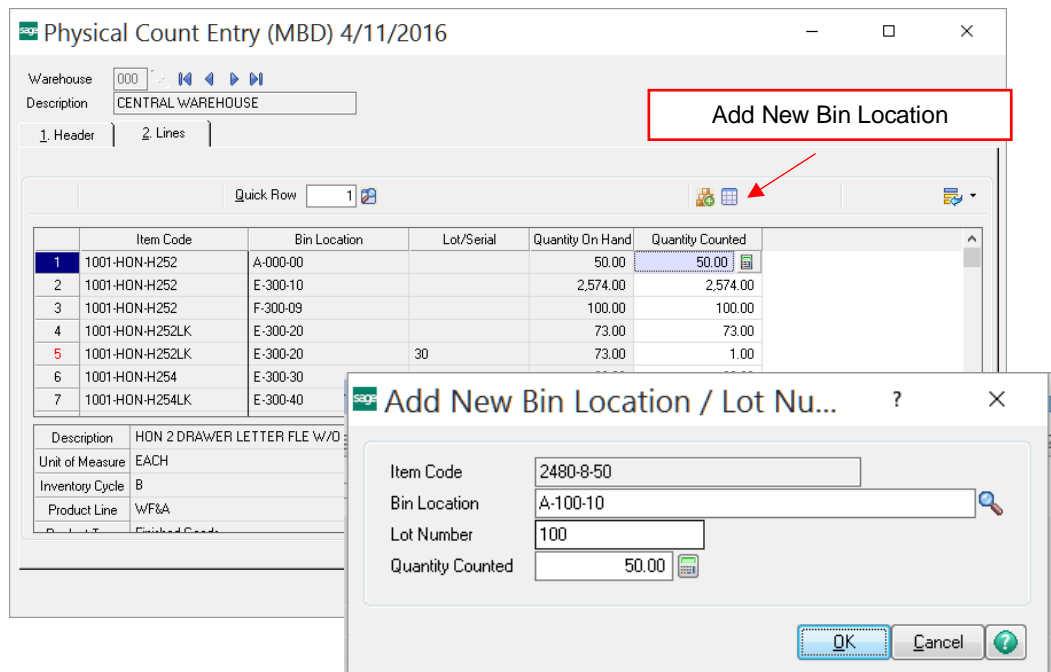 sage Physical Count Entry (MBD) 4/11/2016
Warehouse 000
Description CENTRAL WAREHOUSE
Add New Bin Location
1. Header 2. Lines
Quick Row 1
Item Code Bin Location Lot/Serial Quantity On Hand Quantity Counted
1 1001-HON-H252 A-000-00 50.00 50.00
2 1001-HON-H252 E-300-10 2,574.00 2,574.00
3 1001-HON-H252 F-300-09 100.00 100.00
4 1001-HON-H252LK E-300-20 73.00 73.00
5 1001-HON-H252LK E-300-20 30 73.00 1.00
6 1001-HON-H254 E-300-30
7 1001-HON-H254LK E-300-40
Description HON 2 DRAWER LETTER FLE W/O
Unit of Measure EACH
Inventory Cycle B
Product Line WF&A
sage Add New Bin Location / Lot Nu... ?
Item Code 2480-8-50
Bin Location A-100-10
Lot Number 100
Quantity Counted 50.00
OK Cancel ?